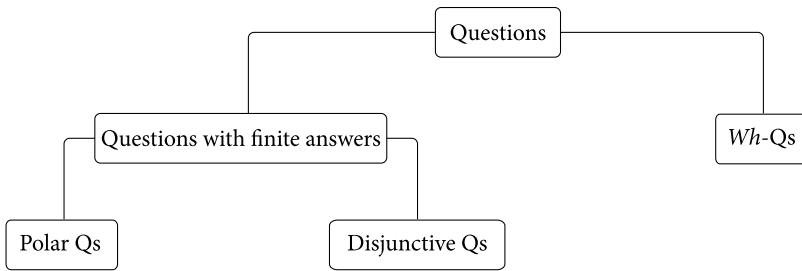 Questions
Questions with finite answers
Wh-Qs
Polar Qs
Disjunctive Qs